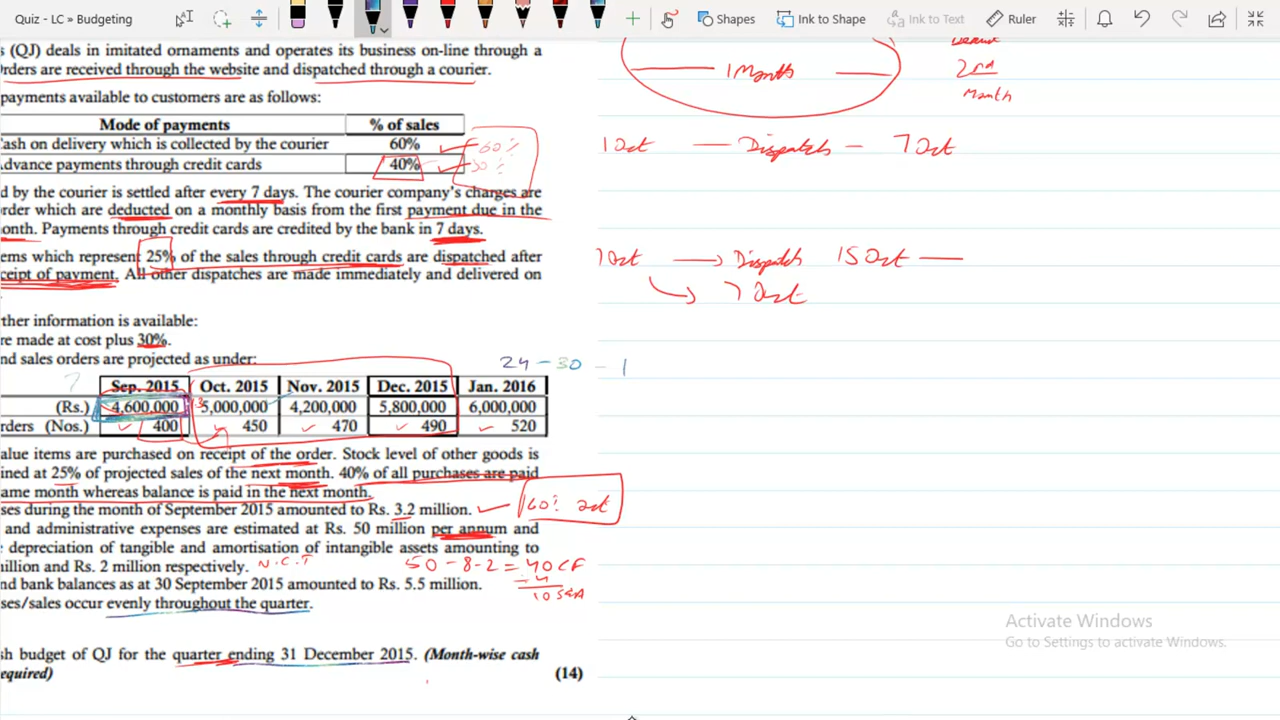 Quiz - LC > Budgeting
Shapes
Ink to Shape
Ink to Text
Ruler
s (QJ) deals in imitated ornaments and operates its business on-line through a
orders are received through the website and dispatched through a courier.
payments available to customers are as follows:
Mode of payments % of sales
Cash on delivery which is collected by the courier 60%
Advance payments through credit cards 40%
60%
30%
d by the courier is settled after every 7 days. The courier company's charges are
order which are deducted on a monthly basis from the first payment due in the
onth. Payments through credit cards are credited by the bank in 7 days.
ems which represent 25% of the sales through credit cards are dispatched after
ceipt of payment. All other dispatches are made immediately and delivered on
rther information is available:
re made at cost plus 30%.
nd sales orders are projected as under:
24 - 30 - 1
Sep. 2015 Oct. 2015 Nov. 2015 Dec. 2015 Jan. 2016
(Rs.) 4,600,000 5,000,000 4,200,000 5,800,000 6,000,000
rders (Nos.) 400 450 470 490 520
alue items are purchased on receipt of the order. Stock level of other goods is
ined at 25% of projected sales of the next month. 40% of all purchases are paid
ame month whereas balance is paid in the next month.
ses during the month of September 2015 amounted to Rs. 3.2 million.
60% oct
and administrative expenses are estimated at Rs. 50 million per annum and
e depreciation of tangible and amortisation of intangible assets amounting to
illion and Rs. 2 million respectively.
N.C.T
50 - 8 - 2 = 40 CF
÷ 4
10 S&A
nd bank balances as at 30 September 2015 amounted to Rs. 5.5 million.
ses/sales occur evenly throughout the quarter.
sh budget of QJ for the quarter ending 31 December 2015. (Month-wise cash
equired) (14)
1 Month
2nd
Month
1 Oct — Dispatch — 7 Oct
1 Oct → Dispatch 15 Oct —
7 Oct
Activate Windows
Go to Settings to activate Windows.